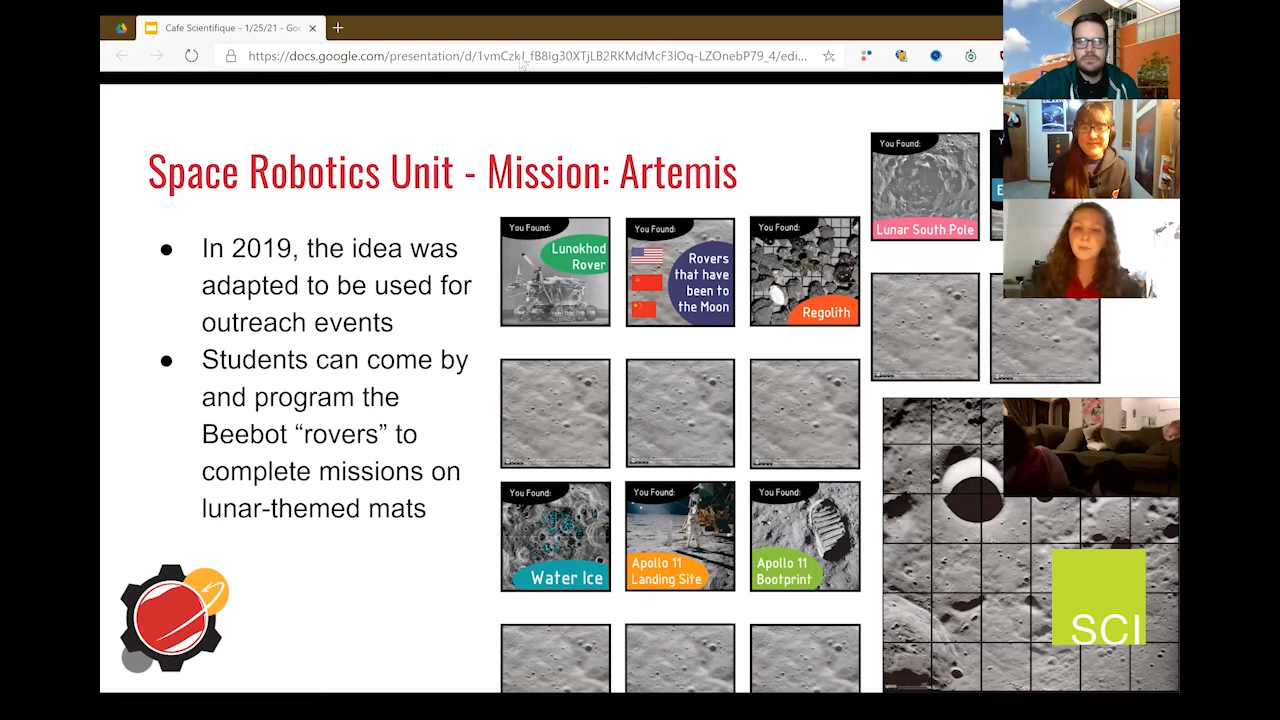 Cafe Scientifique - 1/25/21 - Goo
https://docs.google.com/presentation/d/1vmCzkI_fB8Ig30XTjLB2RKMdMcF3IOq-LZOnebP79_4/edi...
Space Robotics Unit - Mission: Artemis
● In 2019, the idea was
adapted to be used for
outreach events
● Students can come by
and program the
Beebot “rovers” to
complete missions on
lunar-themed mats
You Found:
Lunokhod
Rover
You Found:
Rovers
that have
been to
the Moon
You Found:
Regolith
You Found:
Lunar South Pole
You Found:
Water Ice
You Found:
Apollo 11
Landing Site
You Found:
Apollo 11
Bootprint
SCI